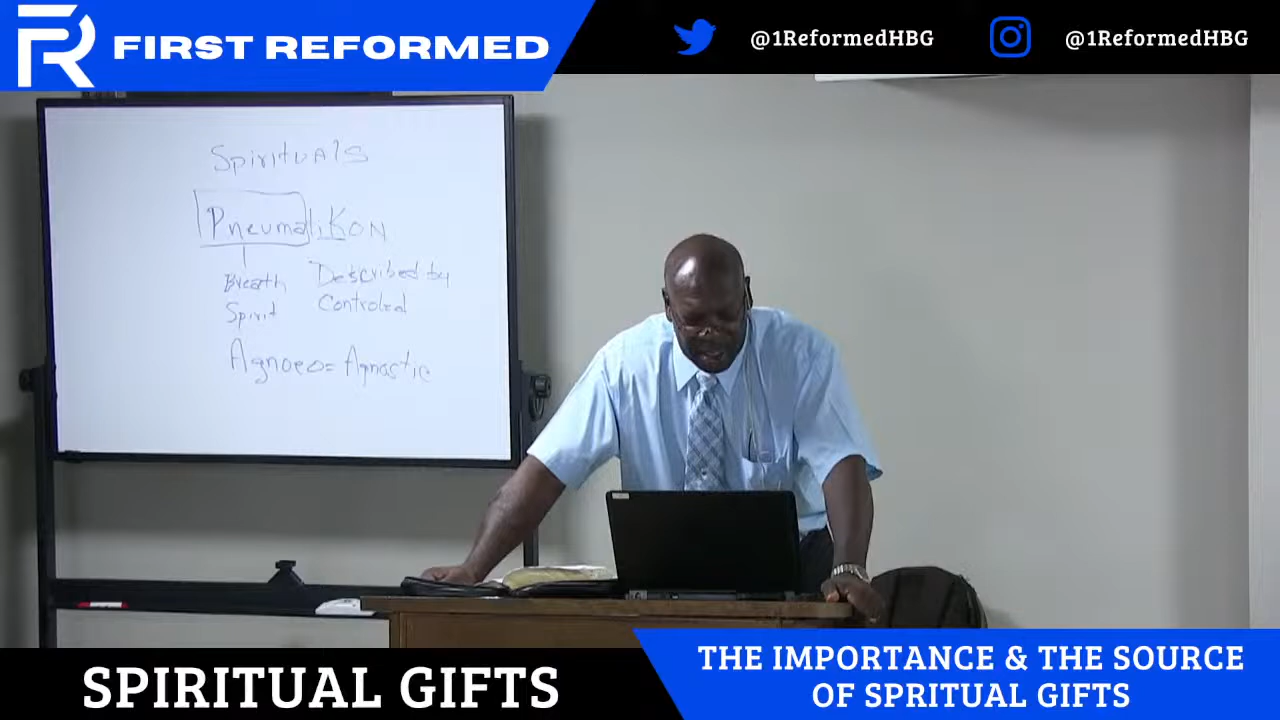 FIRST REFORMED
@1ReformedHBG
@1ReformedHBG
Spirituals
PneumatiKON
Breath
Spirit
Described by
Controled
Agnoeo = Agnostic
SPIRITUAL GIFTS
THE IMPORTANCE & THE SOURCE
OF SPRITUAL GIFTS